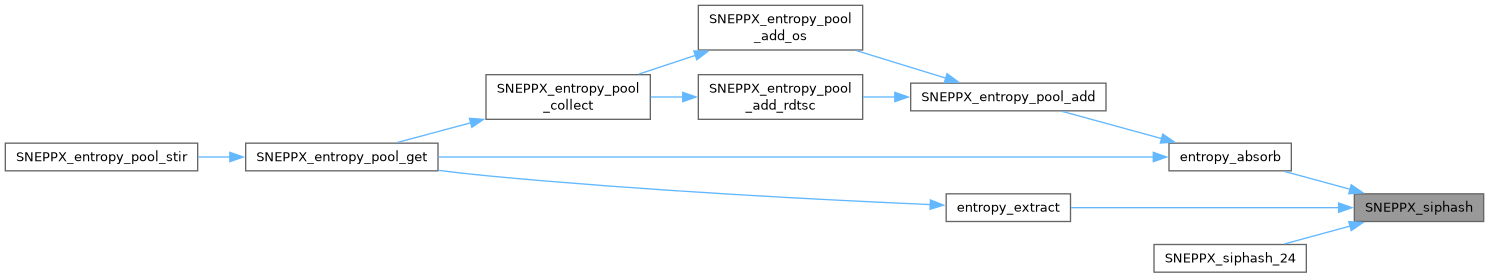 SNEPPX_entropy_pool
_add_os
SNEPPX_entropy_pool
_collect
SNEPPX_entropy_pool
_add_rdtsc
SNEPPX_entropy_pool_add
SNEPPX_entropy_pool_stir
SNEPPX_entropy_pool_get
entropy_absorb
entropy_extract
SNEPPX_siphash
SNEPPX_siphash_24